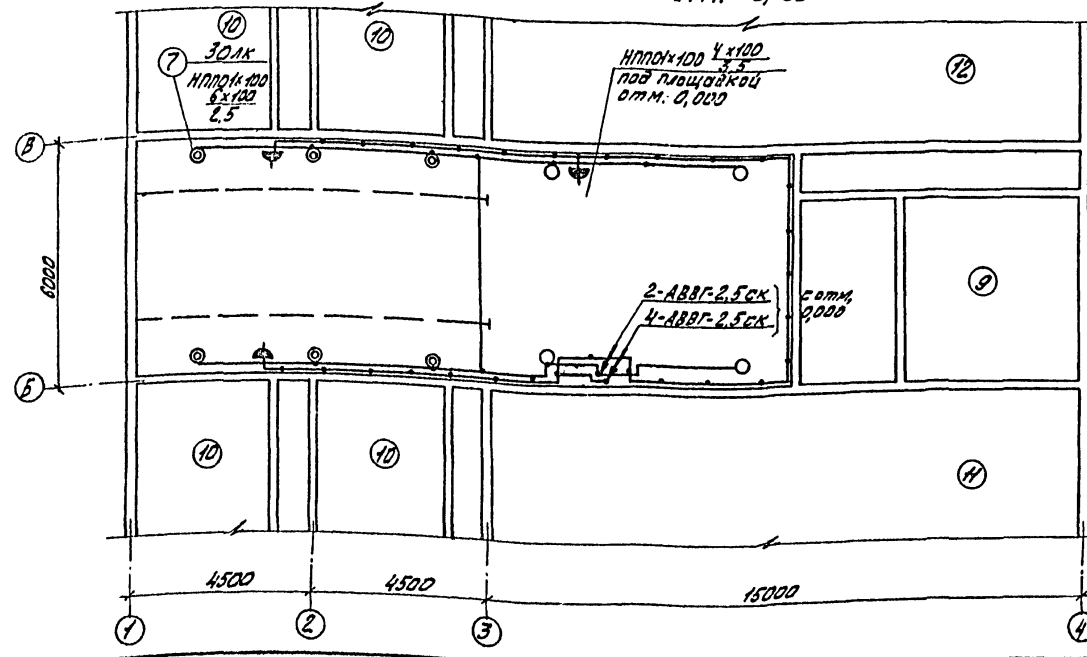 10
30лк
7
НПП01х100
6х100
2,5
10
НПП01х100 4х100
3,5
под площадкой
отм. 0,000
12
В
6000
2-АВВГ-2,5ск
4-АВВГ-2,5ск
с отм.
0,000
9
Б
10
10
11
4500
4500
15000
1
2
3
4